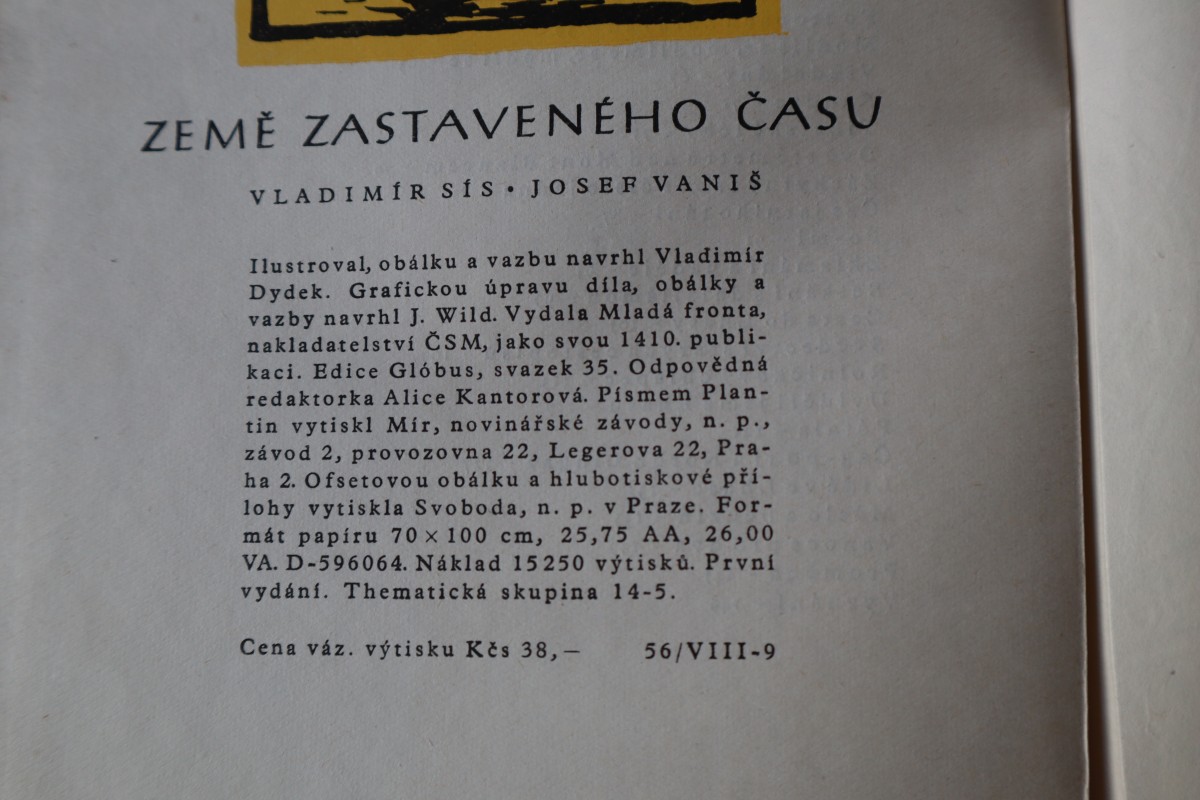 ZEMĚ ZASTAVENÉHO ČASU
VLADIMÍR SÍS • JOSEF VANIŠ
Ilustroval, obálku a vazbu navrhl Vladimír
Dydek. Grafickou úpravu díla, obálky a
vazby navrhl J. Wild. Vydala Mladá fronta,
nakladatelství ČSM, jako svou 1410. publi-
kaci. Edice Glóbus, svazek 35. Odpovědná
redaktorka Alice Kantorová. Písmem Plan-
tin vytiskl Mír, novinářské závody, n. p.,
závod 2, provozovna 22, Legerova 22, Pra-
ha 2. Ofsetovou obálku a hlubotiskové pří-
lohy vytiskla Svoboda, n. p. v Praze. For-
mát papíru 70 × 100 cm, 25,75 AA, 26,00
VA. D-596064. Náklad 15250 výtisků. První
vydání. Thematická skupina 14-5.
Cena váz. výtisku Kčs 38,— 56/VIII-9